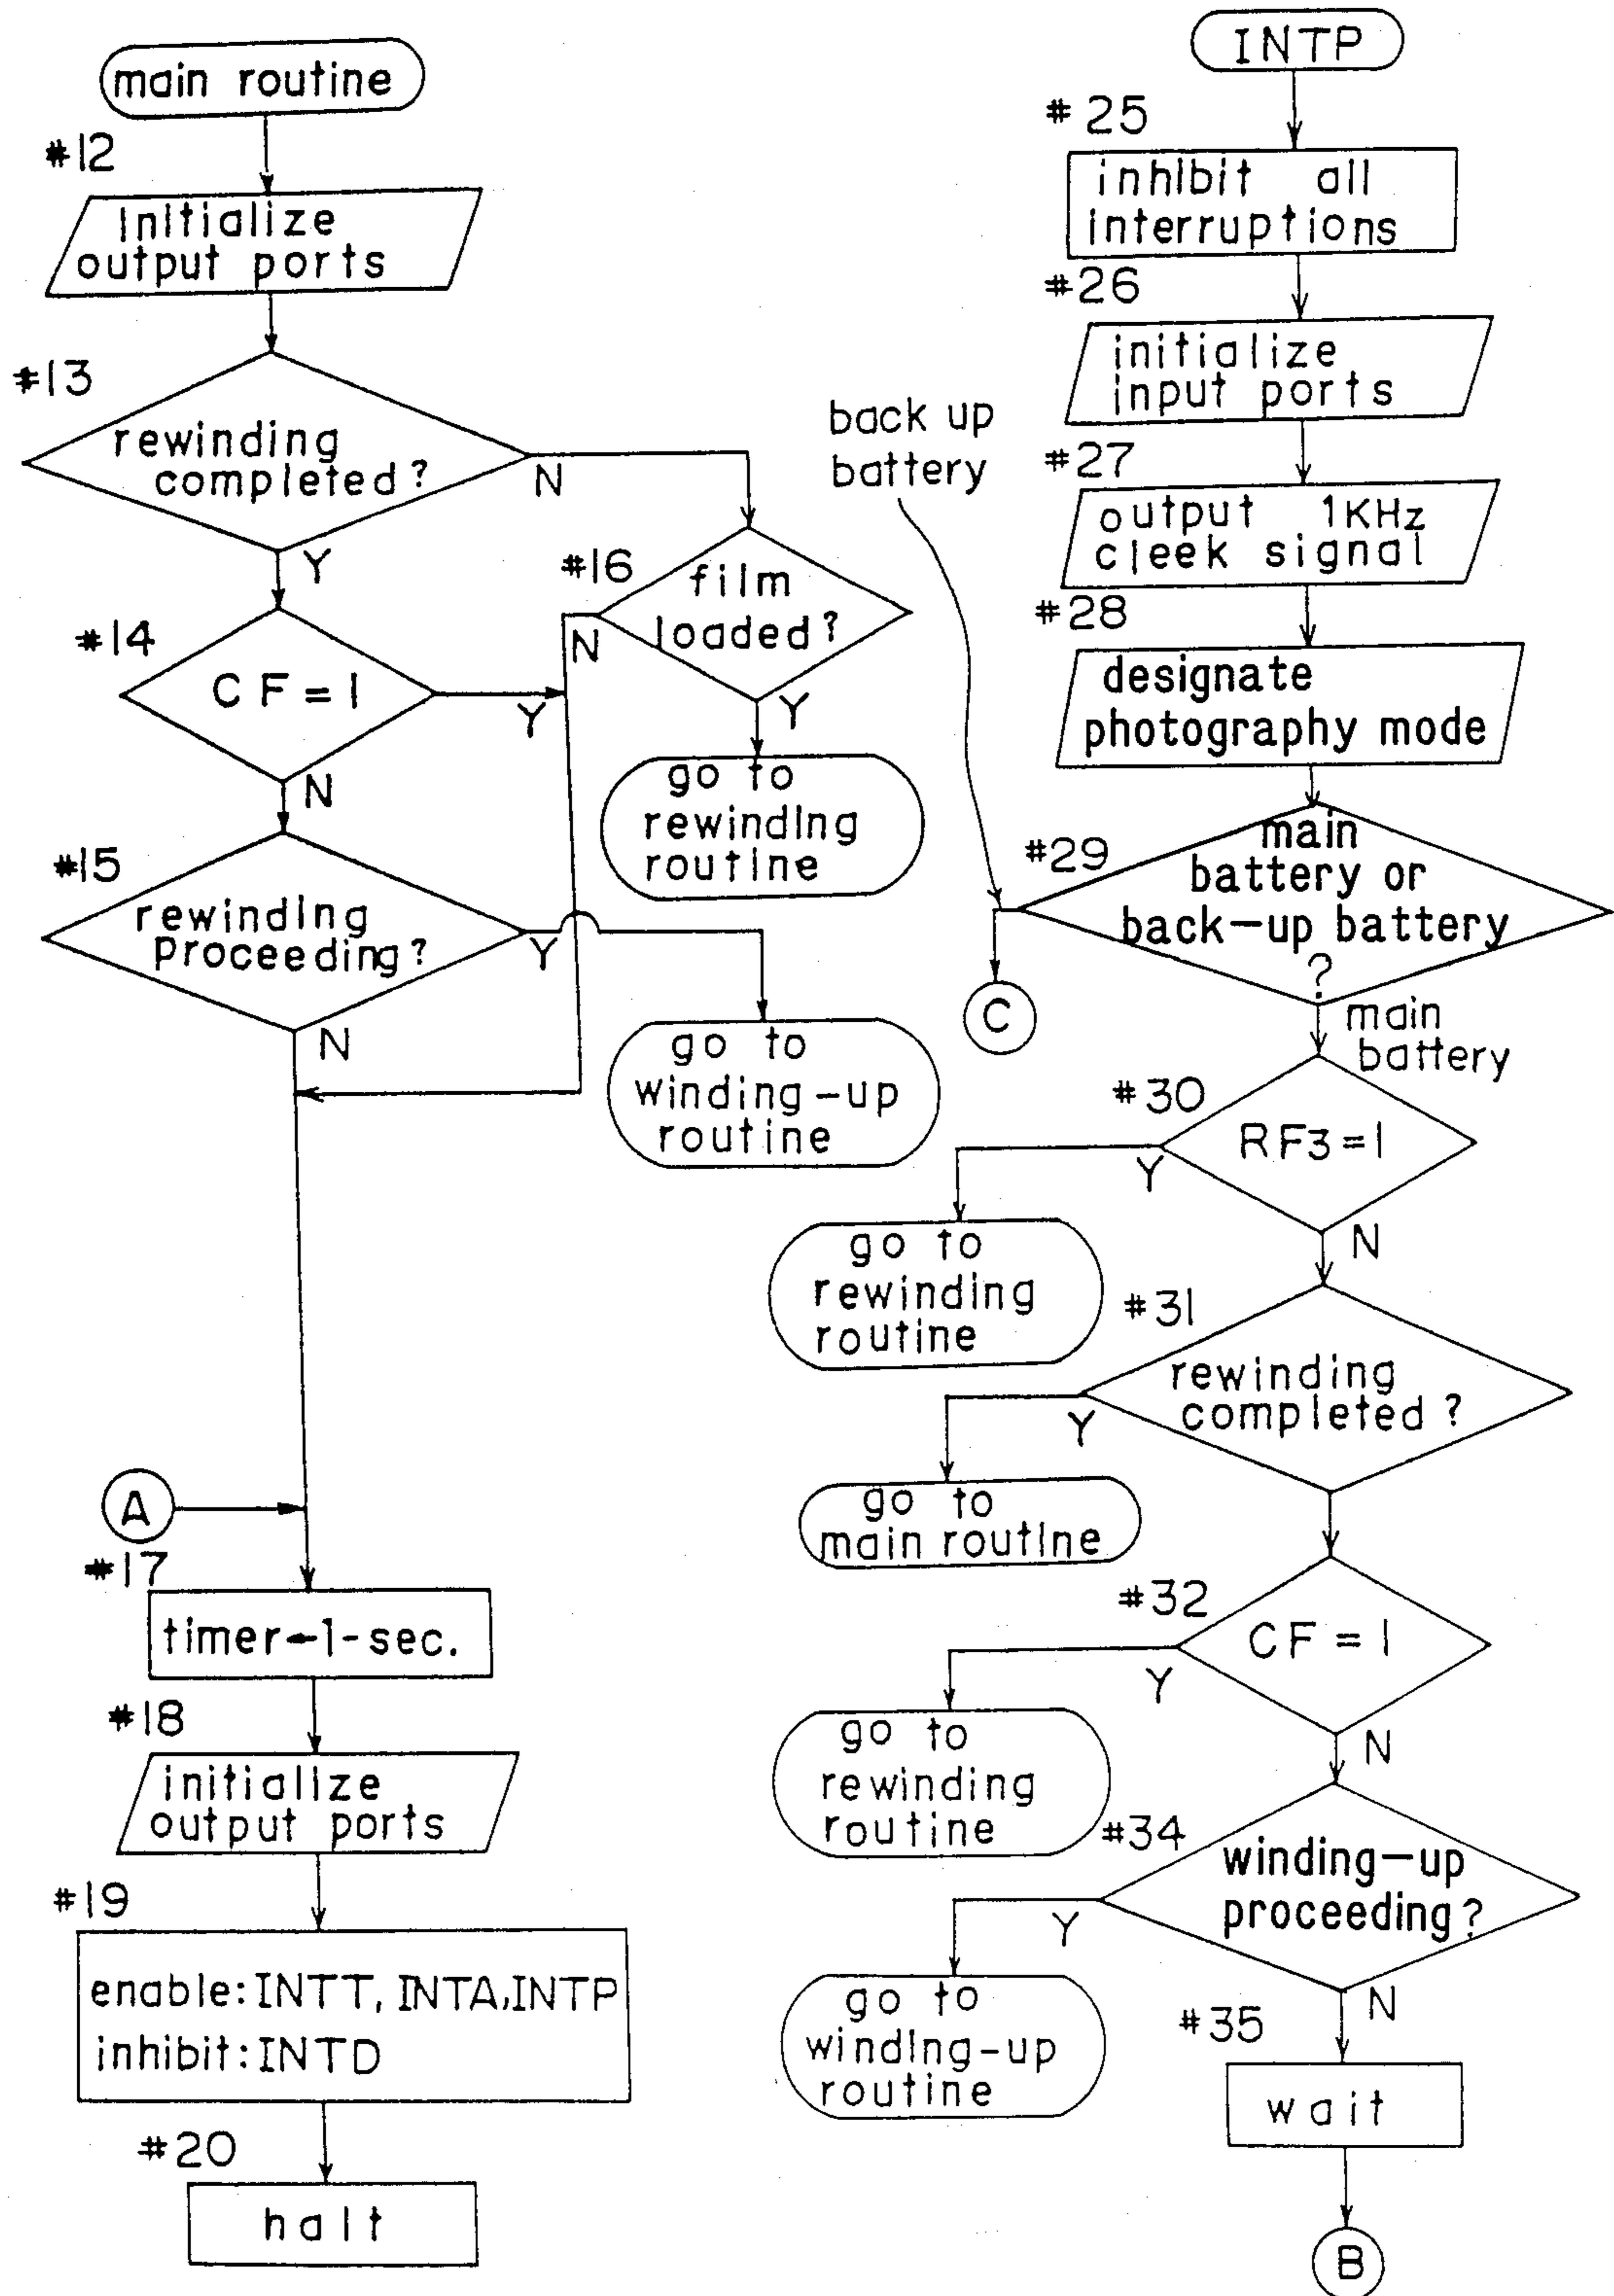 main routine
#12
initialize
output ports
#13
rewinding
completed?
N
Y
#16
film
loaded?
N
Y
go to
rewinding
routine
#14
CF=1
Y
N
#15
rewinding
proceeding?
Y
N
go to
winding-up
routine
A
#17
timer←1-sec.
#18
initialize
output ports
#19
enable: INTT, INTA, INTP
inhibit: INTD
#20
halt
INTP
#25
inhibit all
interruptions
#26
initialize
input ports
#27
output 1KHz
cleek signal
#28
designate
photography mode
back up
battery
#29
main
battery or
back-up battery
?
C
main
battery
#30
RF3=1
Y
N
go to
rewinding
routine
#31
rewinding
completed?
Y
go to
main routine
#32
CF=1
Y
N
go to
rewinding
routine
#34
winding-up
proceeding?
Y
N
go to
winding-up
routine
#35
wait
B